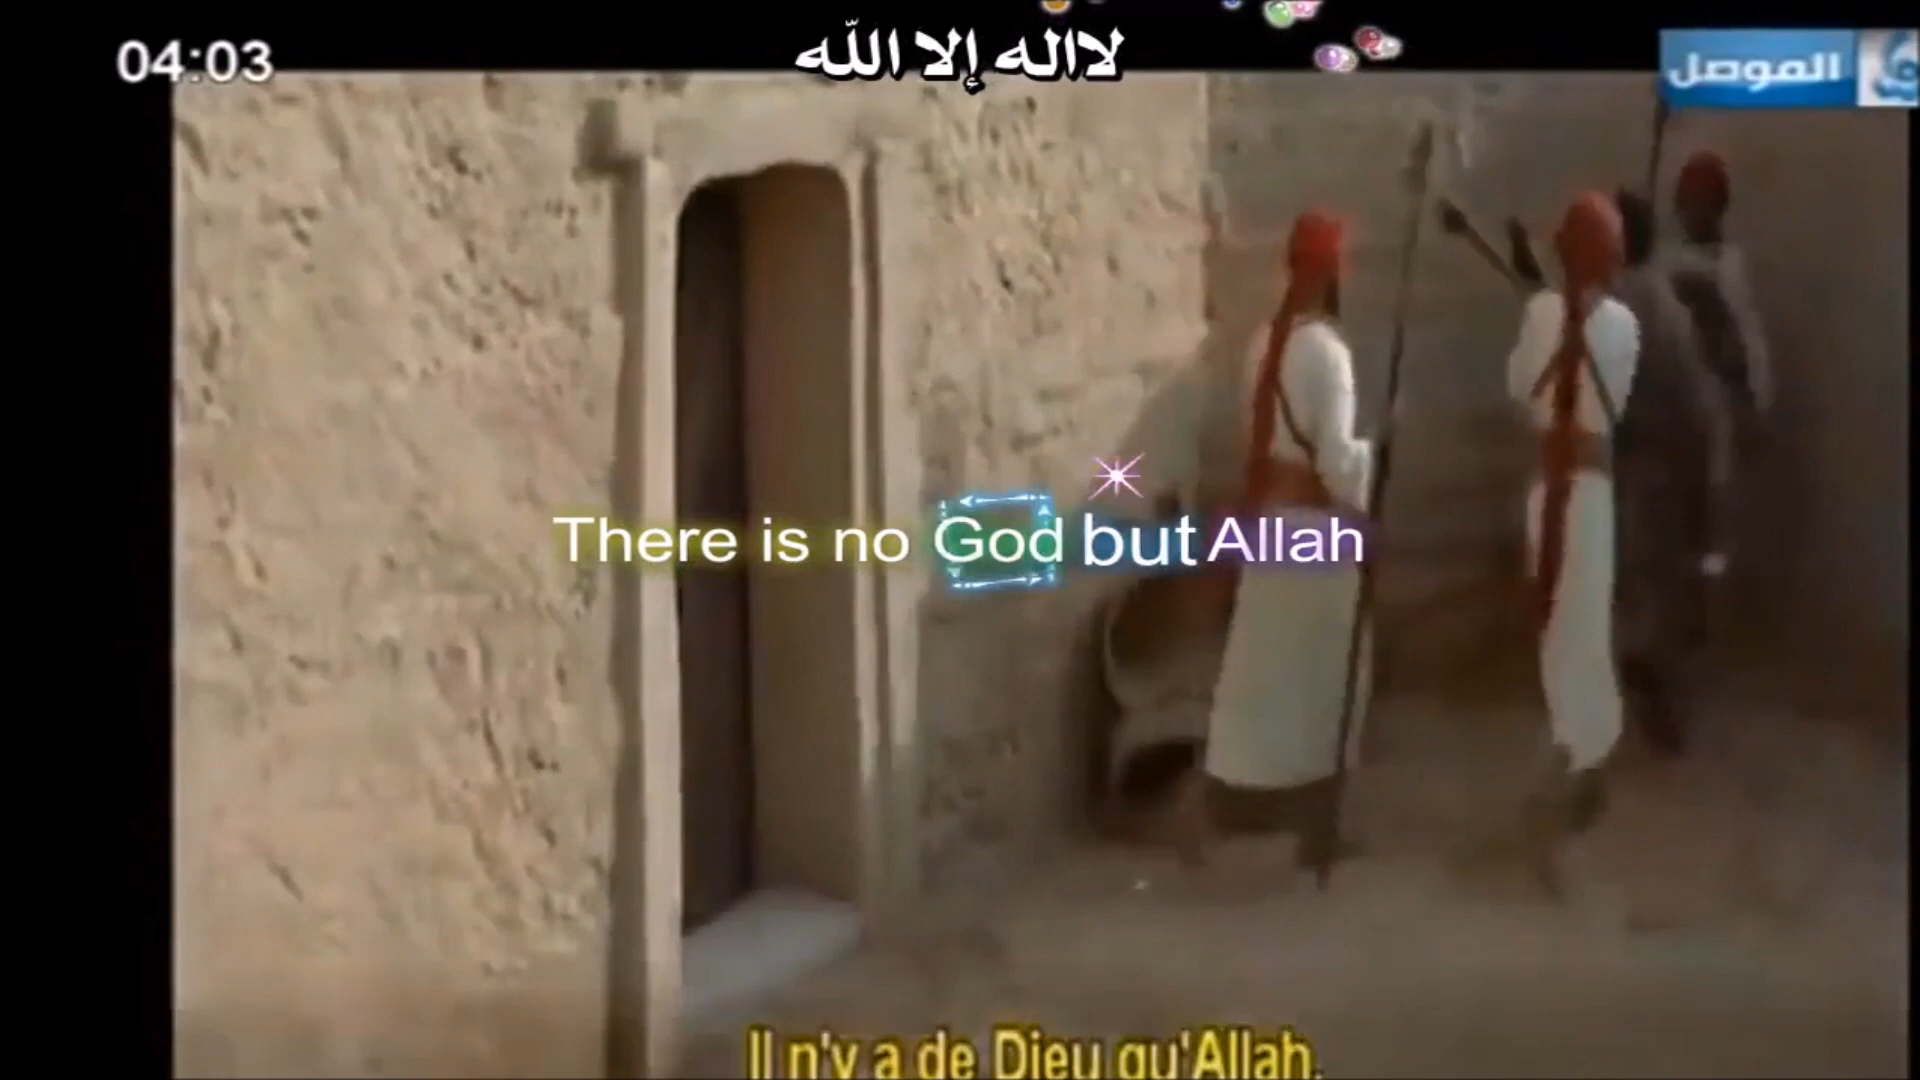 04:03
لااله إلا الله
الموصل
There is no God but Allah
Il n'y a de Dieu qu'Allah.